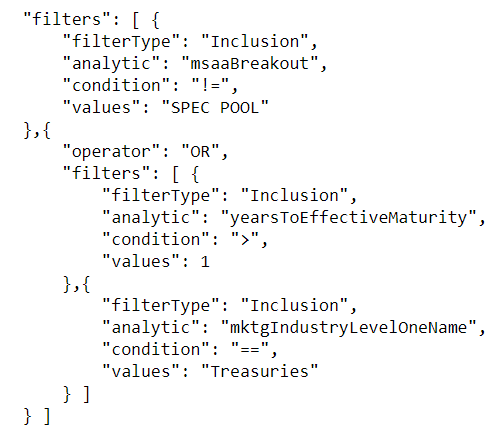 "filters": [ {
"filterType": "Inclusion",
"analytic": "msaaBreakout",
"condition": "!=",
"values": "SPEC POOL"
},{
"operator": "OR",
"filters": [ {
"filterType": "Inclusion",
"analytic": "yearsToEffectiveMaturity",
"condition": ">",
"values": 1
},{
"filterType": "Inclusion",
"analytic": "mktgIndustryLevelOneName",
"condition": "==",
"values": "Treasuries"
} ]
} ]